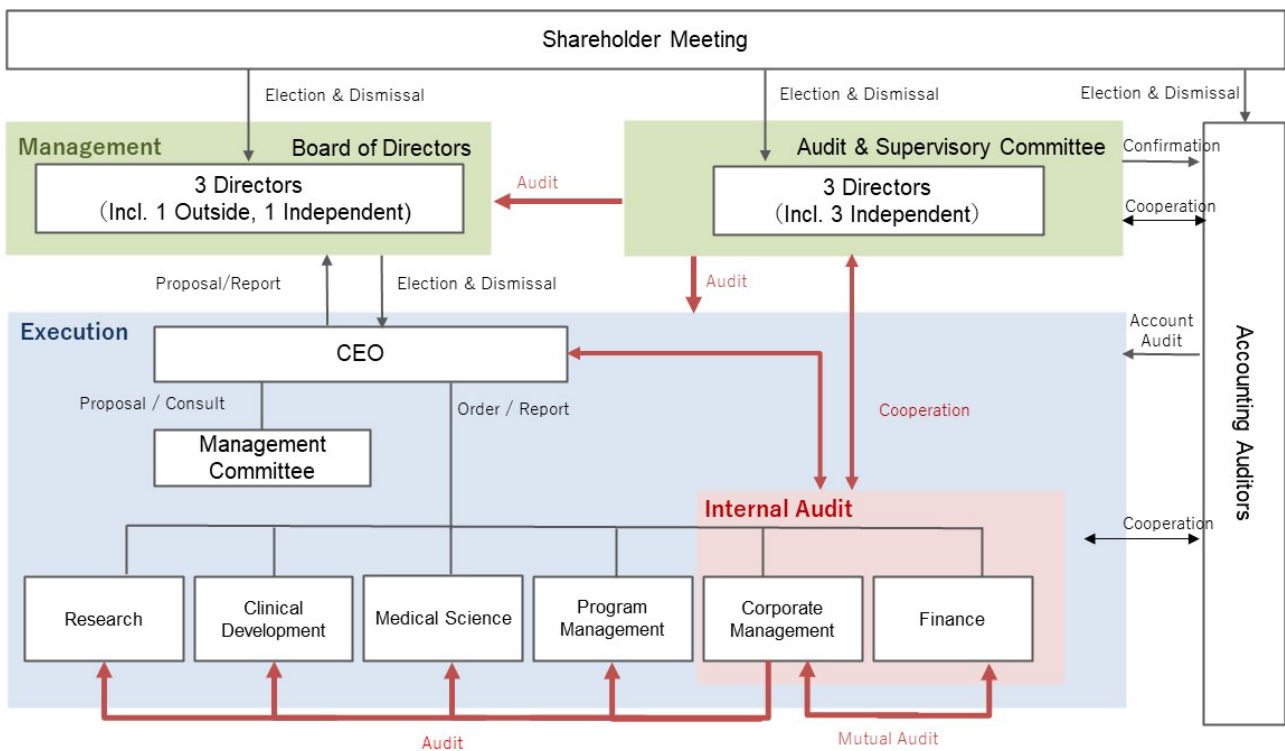 Shareholder Meeting
Election & Dismissal
Election & Dismissal
Election & Dismissal
Management
Board of Directors
3 Directors
(Incl. 1 Outside, 1 Independent)
Audit
Audit & Supervisory Committee
3 Directors
(Incl. 3 Independent)
Confirmation
Cooperation
Proposal/Report
Election & Dismissal
Audit
Execution
CEO
Account
Audit
Accounting Auditors
Proposal / Consult
Order / Report
Cooperation
Management
Committee
Internal Audit
Cooperation
Research
Clinical
Development
Medical Science
Program
Management
Corporate
Management
Finance
Audit
Mutual Audit